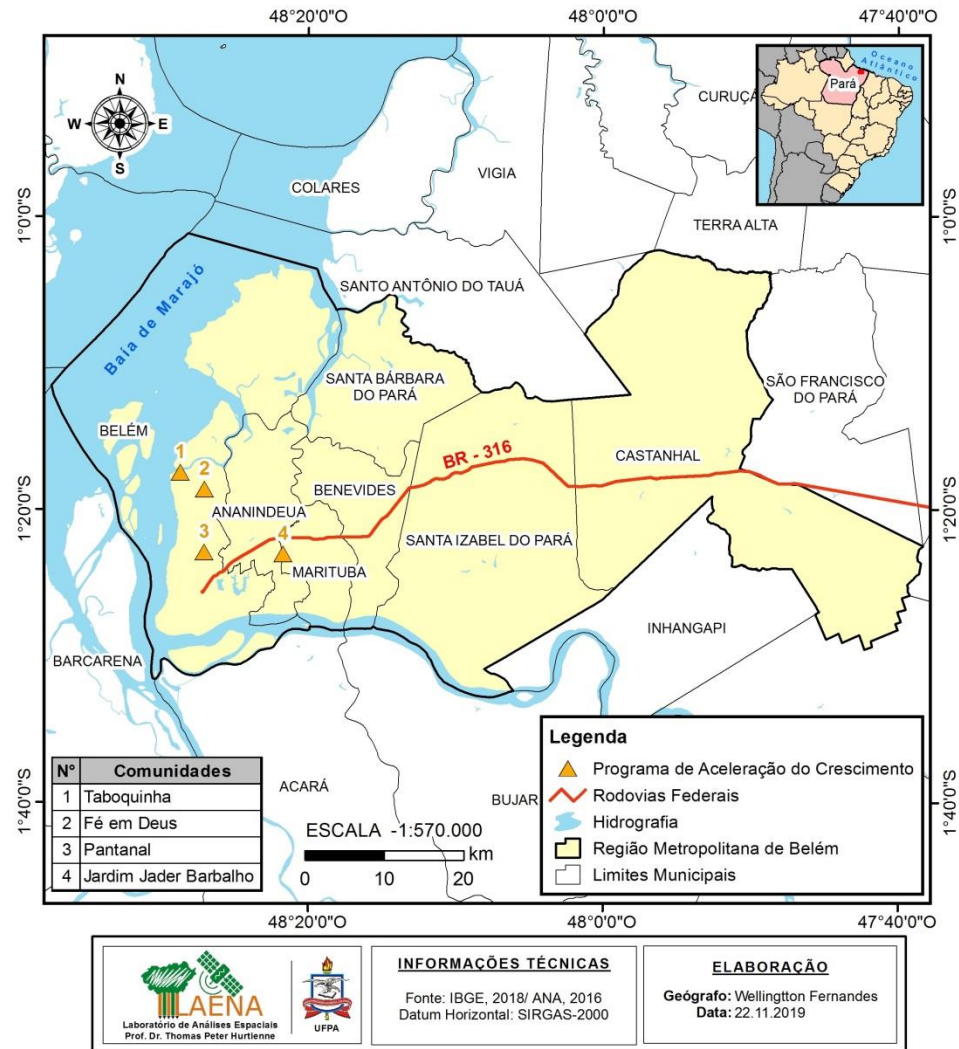 48°20'0"O
48°0'0"O
47°40'0"O
N
W
E
S
Oceano
Atlântico
Pará
CURUÇÁ
COLARES
VIGIA
TERRA ALTA
1°0'0"S
1°0'0"S
SANTO ANTÔNIO DO TAUÁ
Baía de Marajó
SANTA BÁRBARA
DO PARÁ
SÃO FRANCISCO
DO PARÁ
BELÉM
1
2
BR - 316
CASTANHAL
BENEVIDES
ANANINDEUA
1°20'0"S
1°20'0"S
3
4
SANTA IZABEL DO PARÁ
MARITUBA
INHANGAPI
BARCARENA
ACARÁ
BUJAR
N° Comunidades
1 Taboquinha
2 Fé em Deus
3 Pantanal
4 Jardim Jader Barbalho
ESCALA -1:570.000
km
0 10 20
Legenda
Programa de Aceleração do Crescimento
Rodovias Federais
Hidrografia
Região Metropolitana de Belém
Limites Municipais
1°40'0"S
1°40'0"S
48°20'0"O
48°0'0"O
47°40'0"O
LAENA
Laboratório de Análises Espaciais
Prof. Dr. Thomas Peter Hurtienne
UFPA
INFORMAÇÕES TÉCNICAS
Fonte: IBGE, 2018/ ANA, 2016
Datum Horizontal: SIRGAS-2000
ELABORAÇÃO
Geógrafo: Wellingtton Fernandes
Data: 22.11.2019